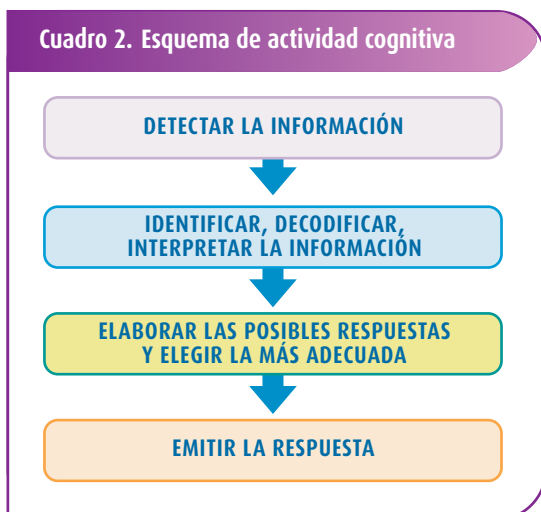 Cuadro 2. Esquema de actividad cognitiva
DETECTAR LA INFORMACIÓN
IDENTIFICAR, DECODIFICAR,
INTERPRETAR LA INFORMACIÓN
ELABORAR LAS POSIBLES RESPUESTAS
Y ELEGIR LA MÁS ADECUADA
EMITIR LA RESPUESTA